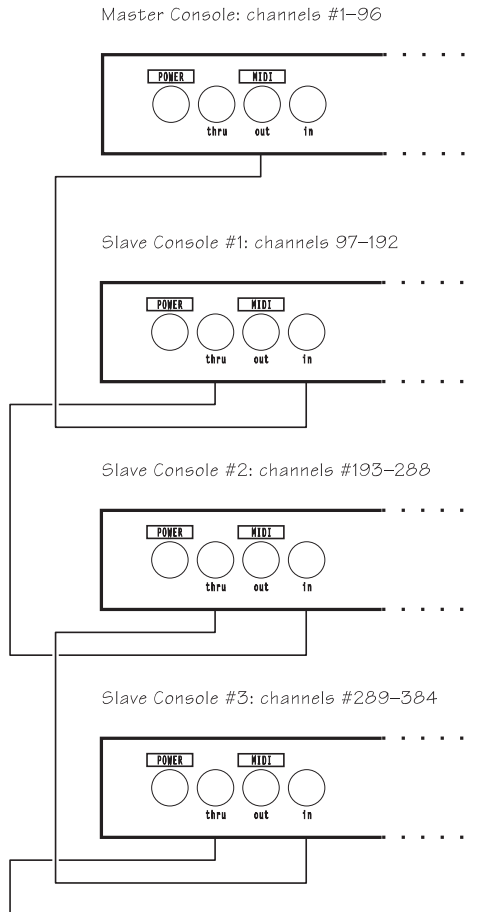 Master Console: channels #1–96
POWER MIDI
thru out in
Slave Console #1: channels 97–192
POWER MIDI
thru out in
Slave Console #2: channels #193–288
POWER MIDI
thru out in
Slave Console #3: channels #289–384
POWER MIDI
thru out in